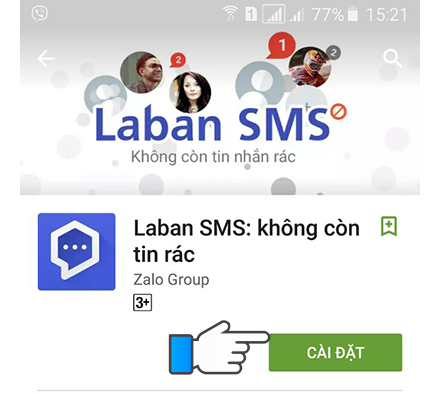 1 77% 15:21
2
1
2
Laban SMS
Không còn tin nhắn rác
Laban SMS: không còn
tin rác
Zalo Group
3+
CÀI ĐẶT